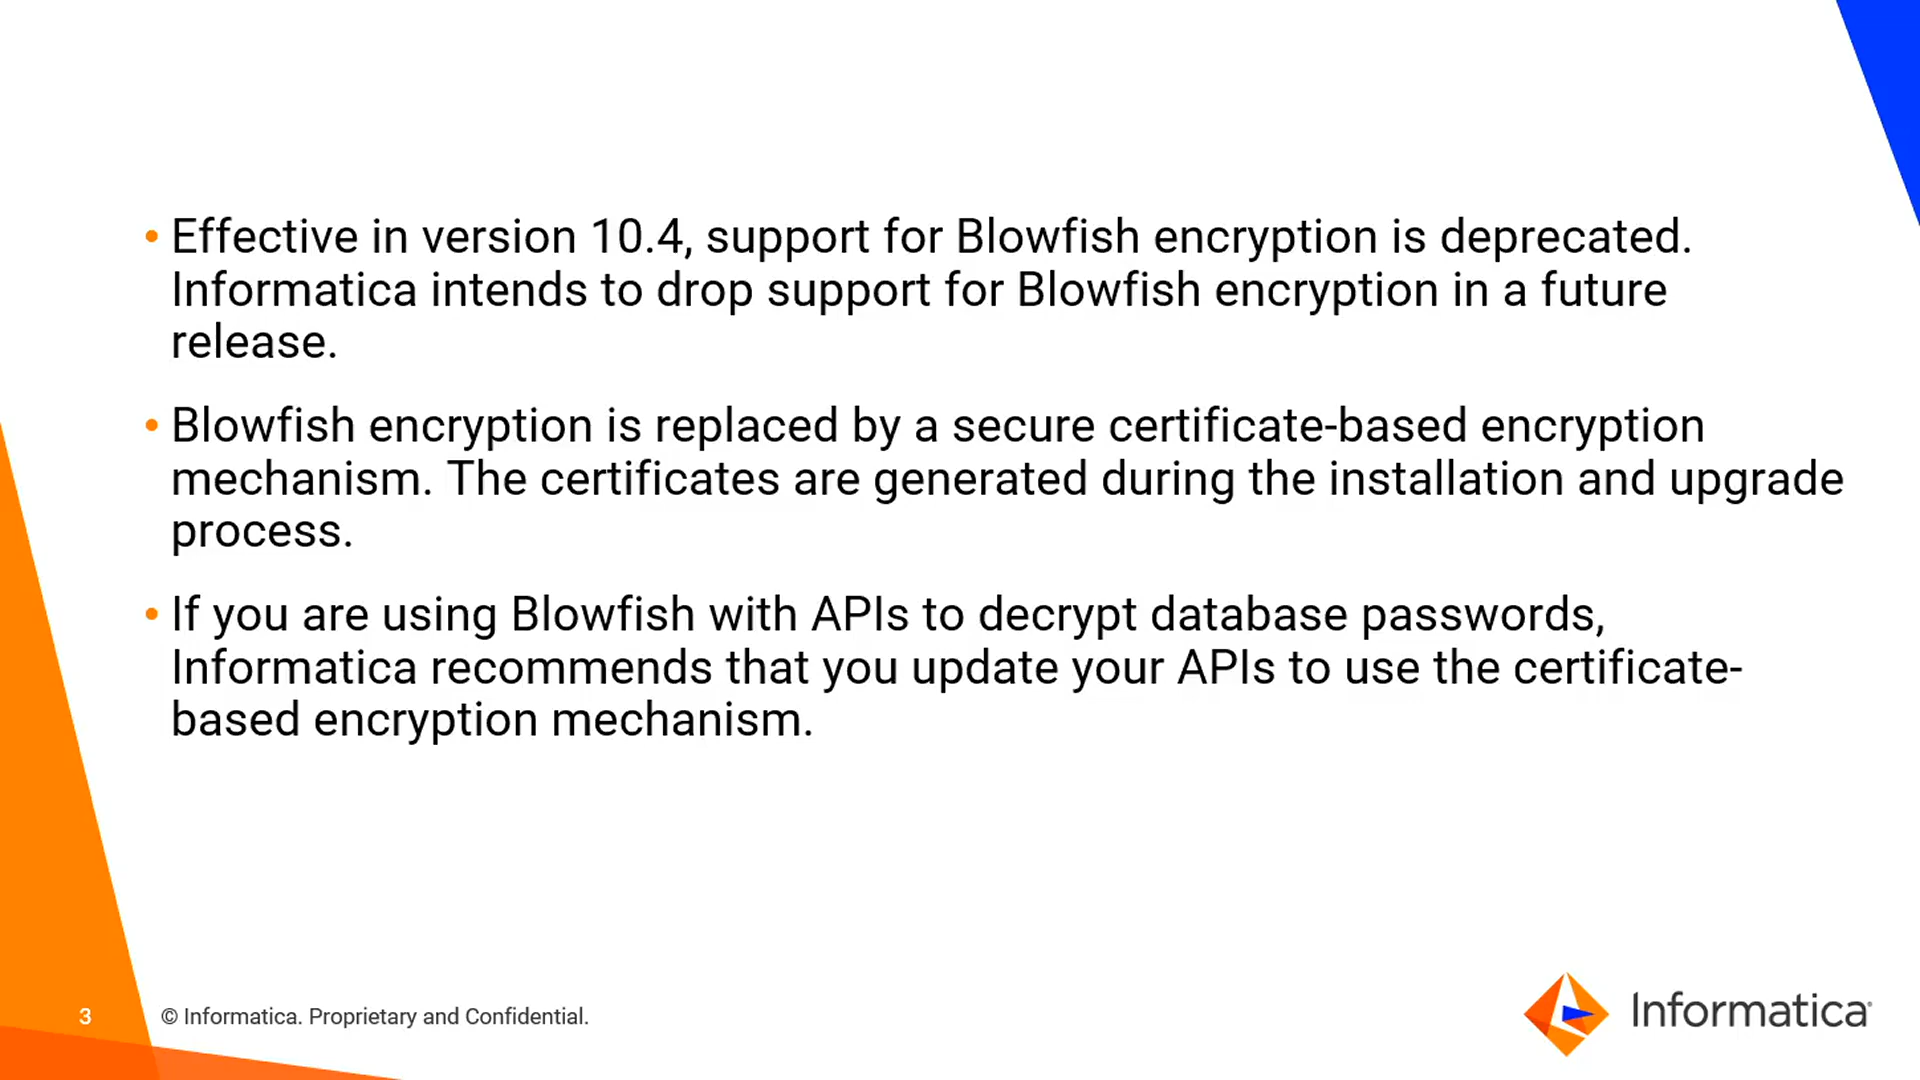 • Effective in version 10.4, support for Blowfish encryption is deprecated.
Informatica intends to drop support for Blowfish encryption in a future
release.
• Blowfish encryption is replaced by a secure certificate-based encryption
mechanism. The certificates are generated during the installation and upgrade
process.
• If you are using Blowfish with APIs to decrypt database passwords,
Informatica recommends that you update your APIs to use the certificate-
based encryption mechanism.
3
© Informatica. Proprietary and Confidential.
Informatica